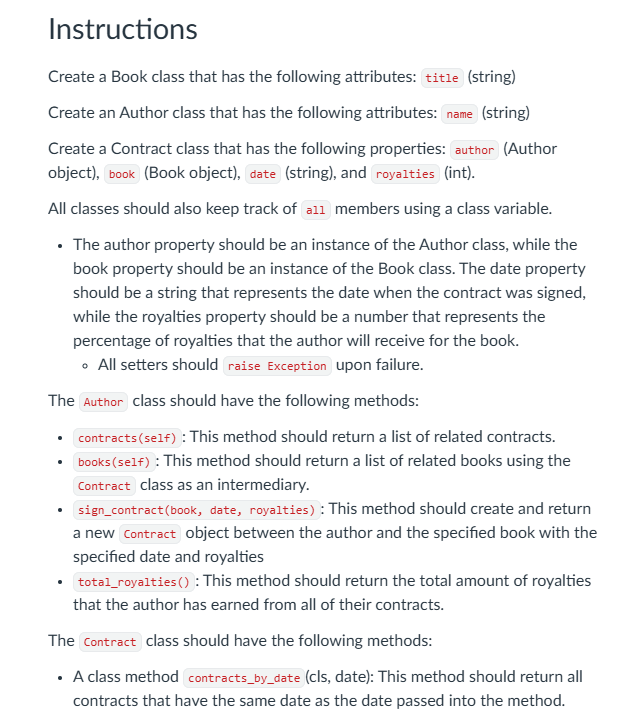 Instructions
Create a Book class that has the following attributes: title (string)
Create an Author class that has the following attributes: name (string)
Create a Contract class that has the following properties: author (Author
object), book (Book object), date (string), and royalties (int).
All classes should also keep track of all members using a class variable.
• The author property should be an instance of the Author class, while the
book property should be an instance of the Book class. The date property
should be a string that represents the date when the contract was signed,
while the royalties property should be a number that represents the
percentage of royalties that the author will receive for the book.
◦ All setters should raise Exception upon failure.
The Author class should have the following methods:
• contracts(self) : This method should return a list of related contracts.
• books(self) : This method should return a list of related books using the
Contract class as an intermediary.
• sign_contract(book, date, royalties) : This method should create and return
a new Contract object between the author and the specified book with the
specified date and royalties
• total_royalties() : This method should return the total amount of royalties
that the author has earned from all of their contracts.
The Contract class should have the following methods:
• A class method contracts_by_date (cls, date): This method should return all
contracts that have the same date as the date passed into the method.